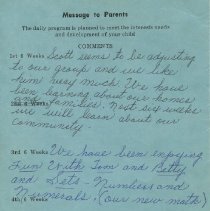 Message to Parents
The daily program is planned to meet the interests needs
and development of your child
COMMENTS
1st 6 Weeks Scott seems to be adjusting
to our group and we like
him very much. We have
been learning about our homes
2nd 6 Weeks and families. Next six weeks
we will learn about our
Community.
3rd 6 Weeks We have been enjoying
Fun With Tom and Betty
and Sets - Numbers and
Numerals. (our new math)
4th 6 Weeks